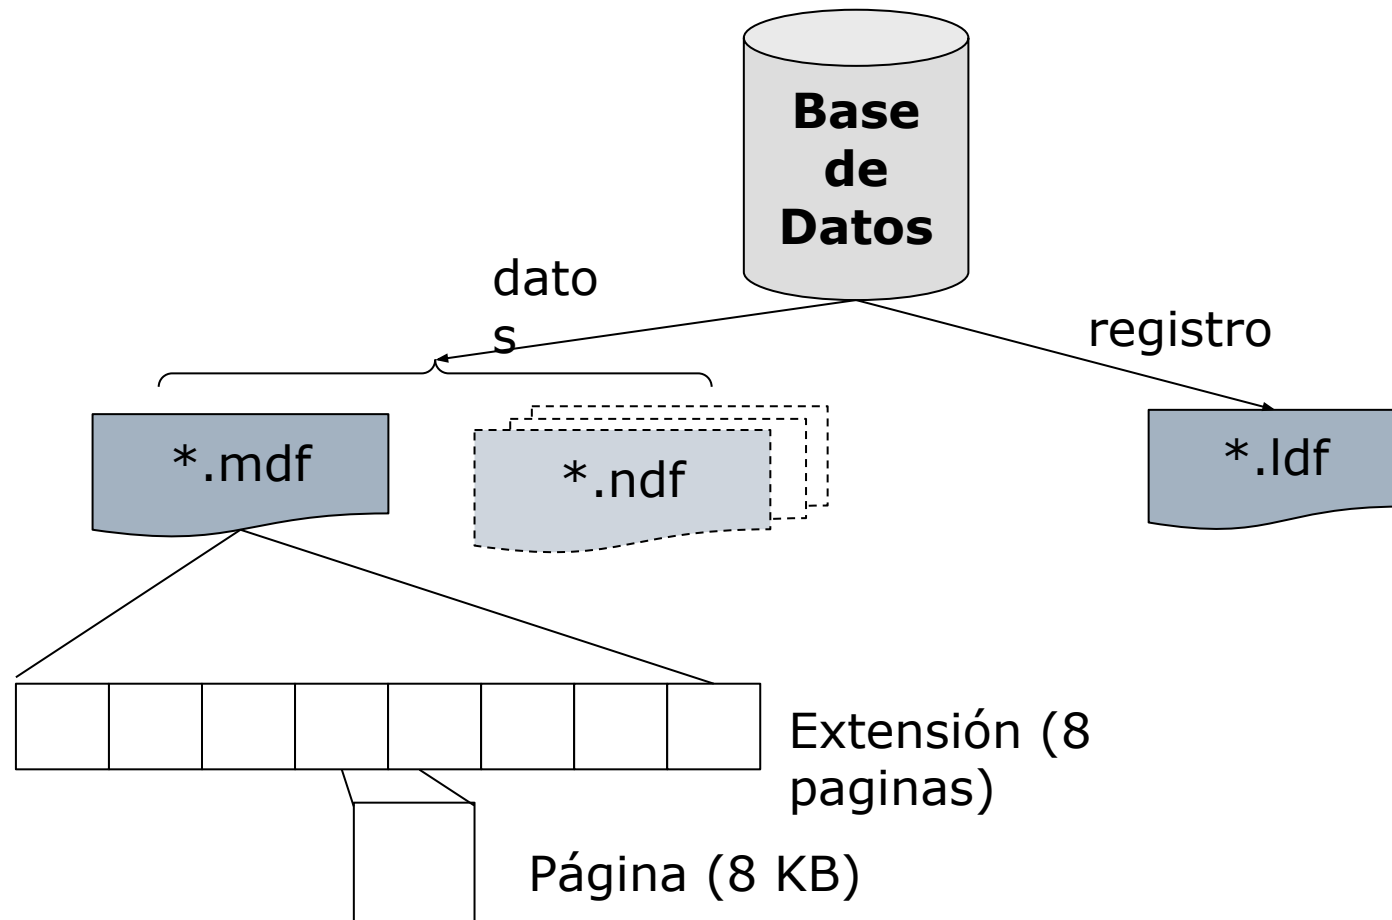 Base
de
Datos
dato
s
registro
*.mdf
*.ndf
*.ldf
Extensión (8
paginas)
Página (8 KB)